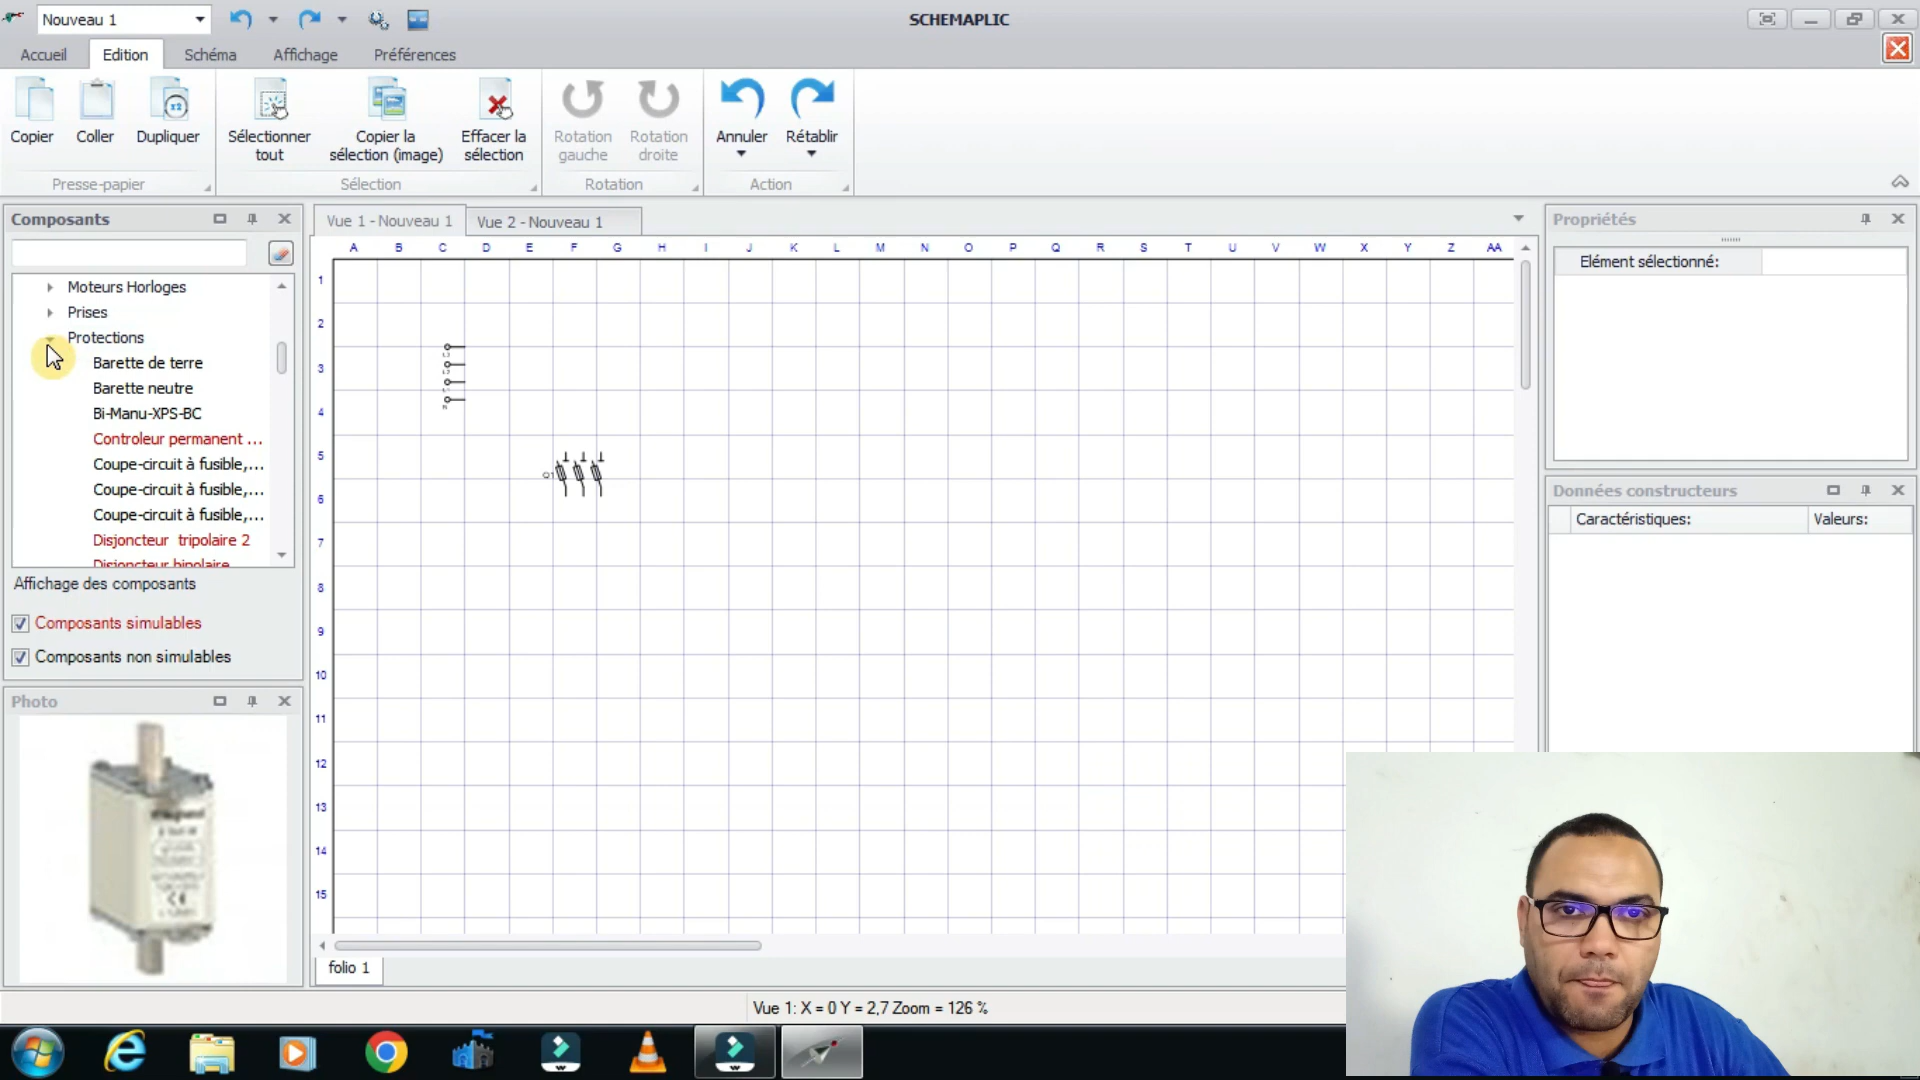 Nouveau 1
SCHEMAPLIC
Accueil Edition Schéma Affichage Préférences
Copier Coller Dupliquer Sélectionner tout Copier la sélection (image) Effacer la sélection Rotation gauche Rotation droite Annuler Rétablir
Presse-papier Sélection Rotation Action
Composants
Vue 1 - Nouveau 1 Vue 2 - Nouveau 1
Propriétés
A B C D E F G H I J K L M N O P Q R S T U V W X Y Z AA
Elément sélectionné:
Moteurs Horloges
Prises
Protections
Barette de terre
Barette neutre
Bi-Manu-XPS-BC
Controleur permanent ...
Coupe-circuit à fusible,...
Coupe-circuit à fusible,...
Coupe-circuit à fusible,...
Disjoncteur tripolaire 2
Disjoncteur bipolaire
1
2
3
4
5
6
7
8
9
10
11
12
13
14
15
Données constructeurs
Caractéristiques: Valeurs:
Affichage des composants
Composants simulables
Composants non simulables
Photo
folio 1
Vue 1: X = 0 Y = 2,7 Zoom = 126 %